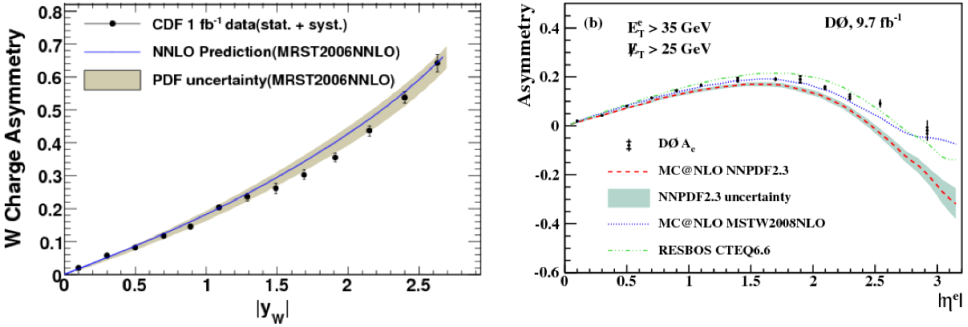 CDF 1 fb⁻¹ data(stat. + syst.)
NNLO Prediction(MRST2006NNLO)
PDF uncertainty(MRST2006NNLO)
W Charge Asymmetry
0.8
0.7
0.6
0.5
0.4
0.3
0.2
0.1
0
0 0.5 1 1.5 2 2.5
|y_W|
(b)
E_T^e > 35 GeV
DØ, 9.7 fb⁻¹
E̸_T > 25 GeV
Asymmetry
0.4
0.2
0
-0.2
-0.4
-0.6
DØ A_e
MC@NLO NNPDF2.3
NNPDF2.3 uncertainty
MC@NLO MSTW2008NLO
RESBOS CTEQ6.6
0 0.5 1 1.5 2 2.5 3
|η^e|